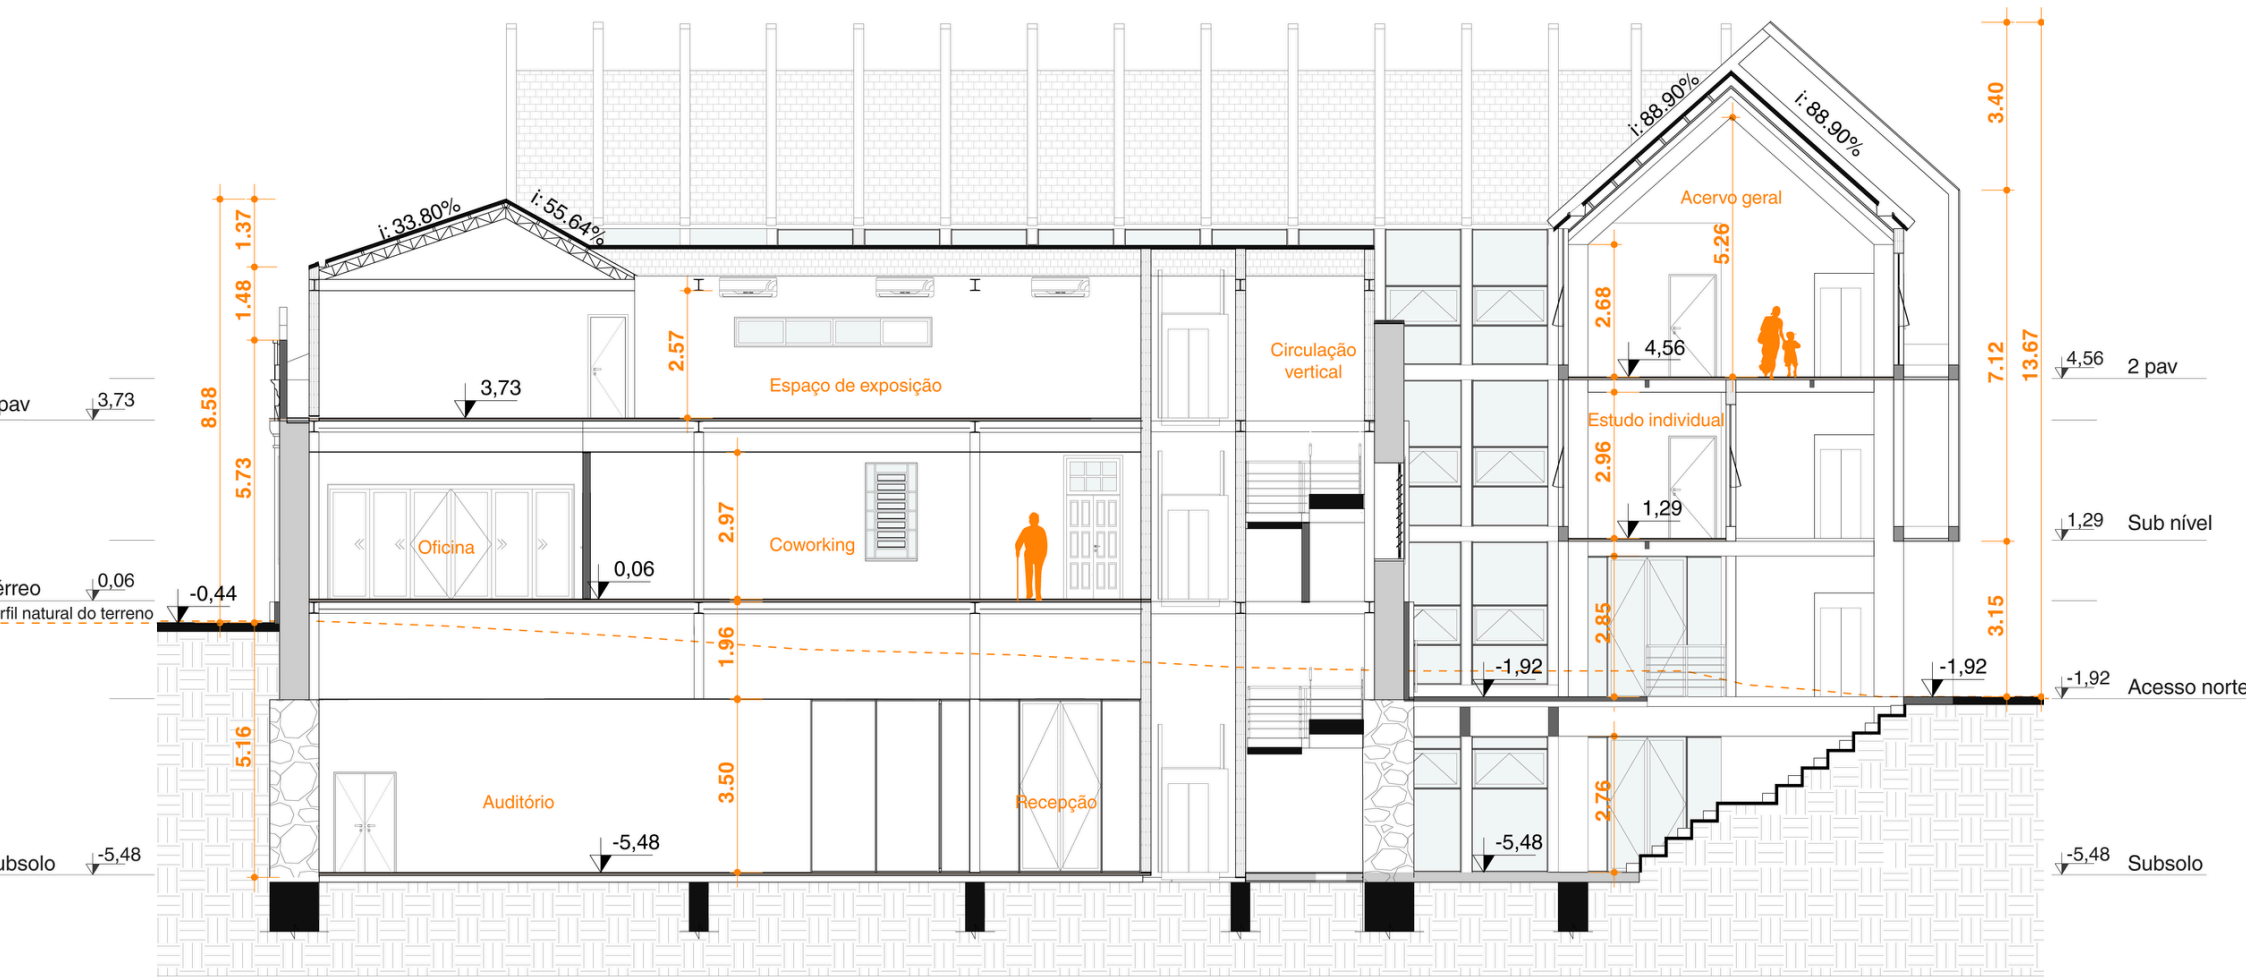 i: 33.80%
i: 55.64%
i: 88.90%
i: 88.90%
1.37
1.48
8.58
5.73
5.16
pav
3,73
érreo
0,06
rfil natural do terreno
-0,44
ubsolo
-5,48
3,73
2.57
Espaço de exposição
Circulação
vertical
Oficina
2.97
Coworking
0,06
1.96
Auditório
3.50
Recepção
-5,48
Acervo geral
5.26
2.68
4,56
Estudo individual
2.96
1,29
2.85
-1,92
-1,92
2.76
-5,48
3.40
7.12
13.67
3.15
4,56
2 pav
1,29
Sub nível
-1,92
Acesso norte
-5,48
Subsolo